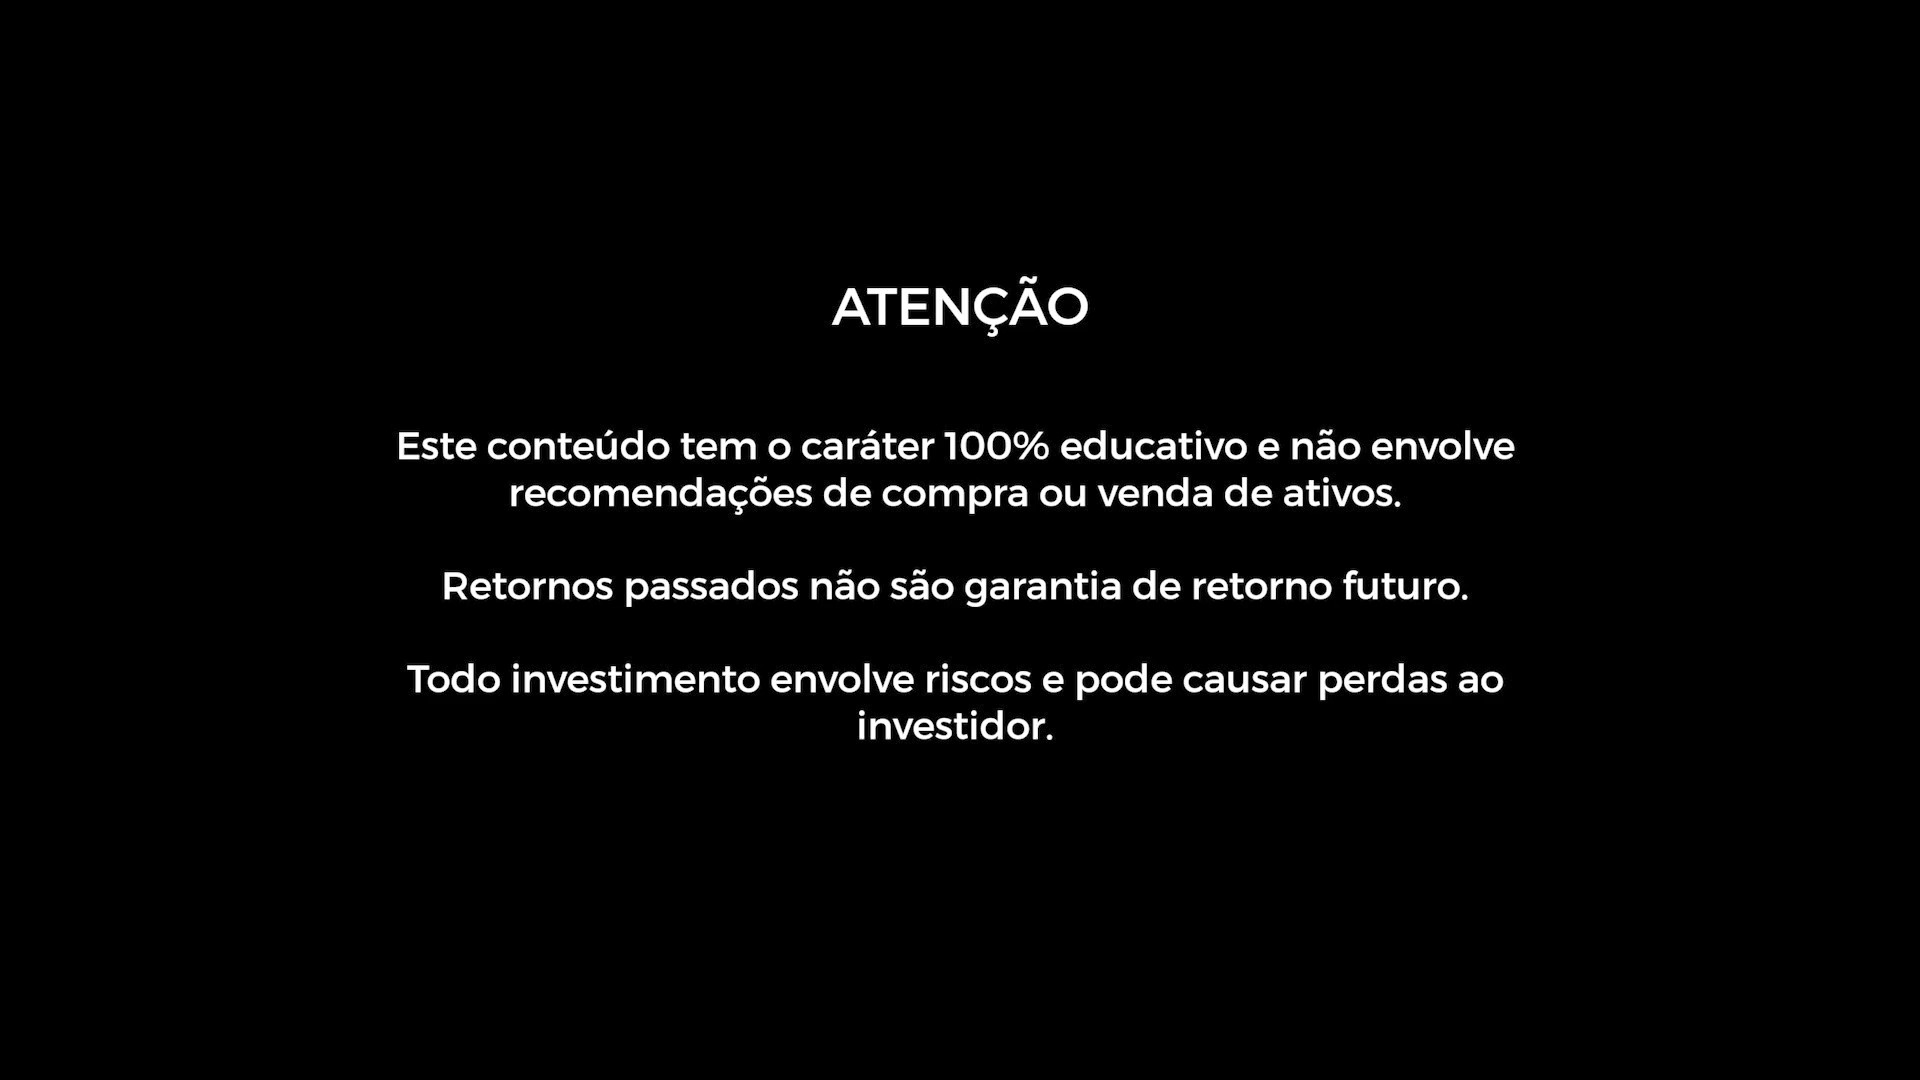 ATENÇÃO
Este conteúdo tem o caráter 100% educativo e não envolve
recomendações de compra ou venda de ativos.
Retornos passados não são garantia de retorno futuro.
Todo investimento envolve riscos e pode causar perdas ao
investidor.